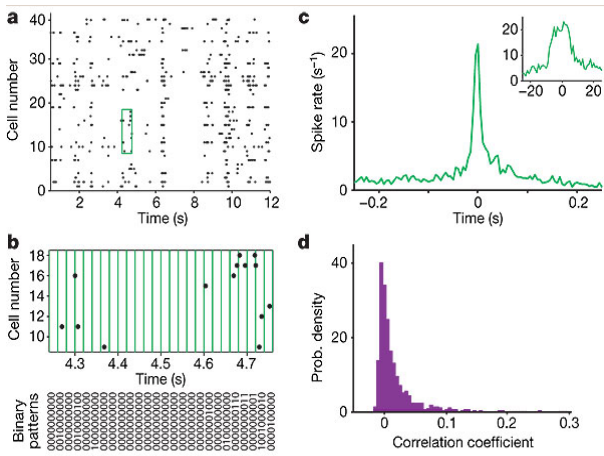 a
Cell number
40
30
20
10
0
2
4
6
8
10
12
Time (s)
c
Spike rate (s⁻¹)
20
10
0
−0.2
0
0.2
Time (s)
20
10
0
−20
0
20
b
Cell number
18
16
14
12
10
4.3
4.4
4.5
4.6
4.7
Time (s)
Binary
patterns
d
Prob. density
40
20
0
0
0.1
0.2
0.3
Correlation coefficient